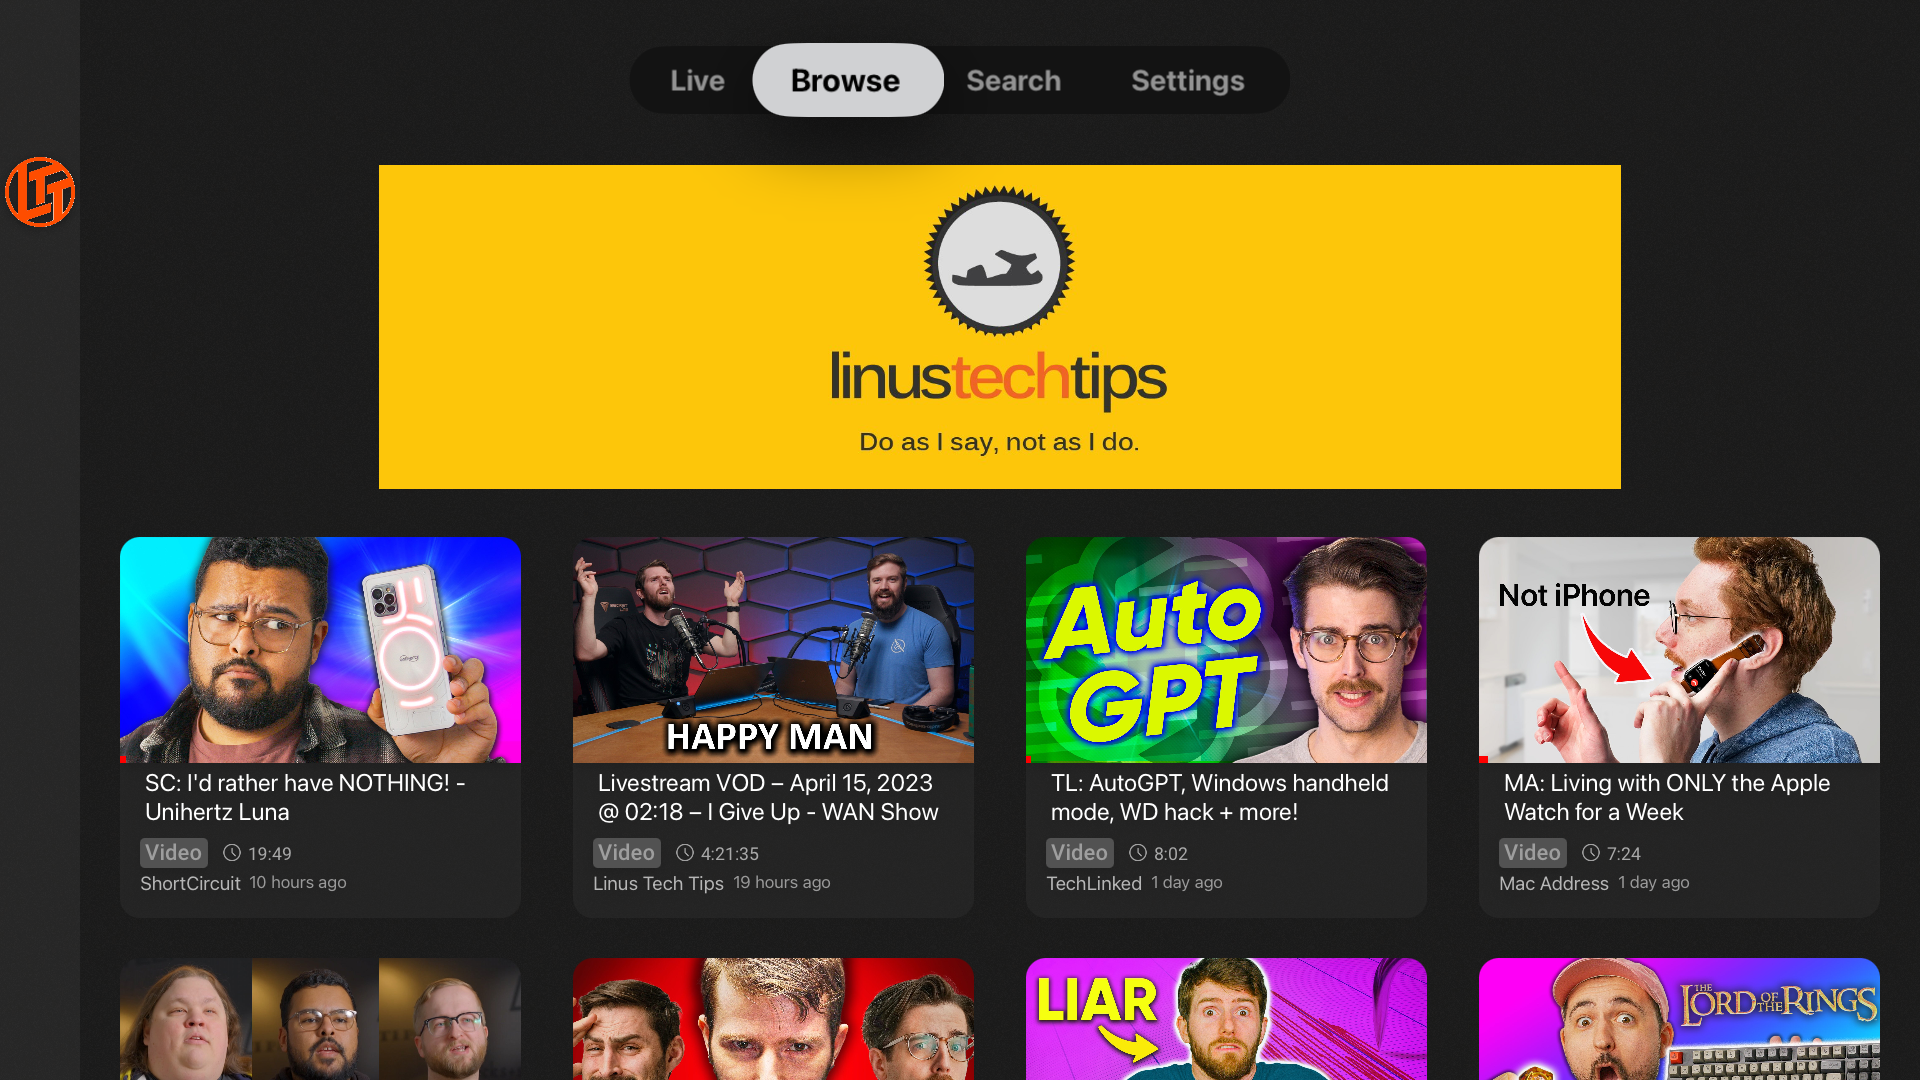 Live
Browse
Search
Settings
LTT
linustechtips
Do as I say, not as I do.
Auto
GPT
Not iPhone
HAPPY MAN
SC: I'd rather have NOTHING! -
Unihertz Luna
Video
19:49
ShortCircuit
10 hours ago
Livestream VOD – April 15, 2023
@ 02:18 – I Give Up - WAN Show
Video
4:21:35
Linus Tech Tips
19 hours ago
TL: AutoGPT, Windows handheld
mode, WD hack + more!
Video
8:02
TechLinked
1 day ago
MA: Living with ONLY the Apple
Watch for a Week
Video
7:24
Mac Address
1 day ago
LIAR
THE
LORD OF THE RINGS